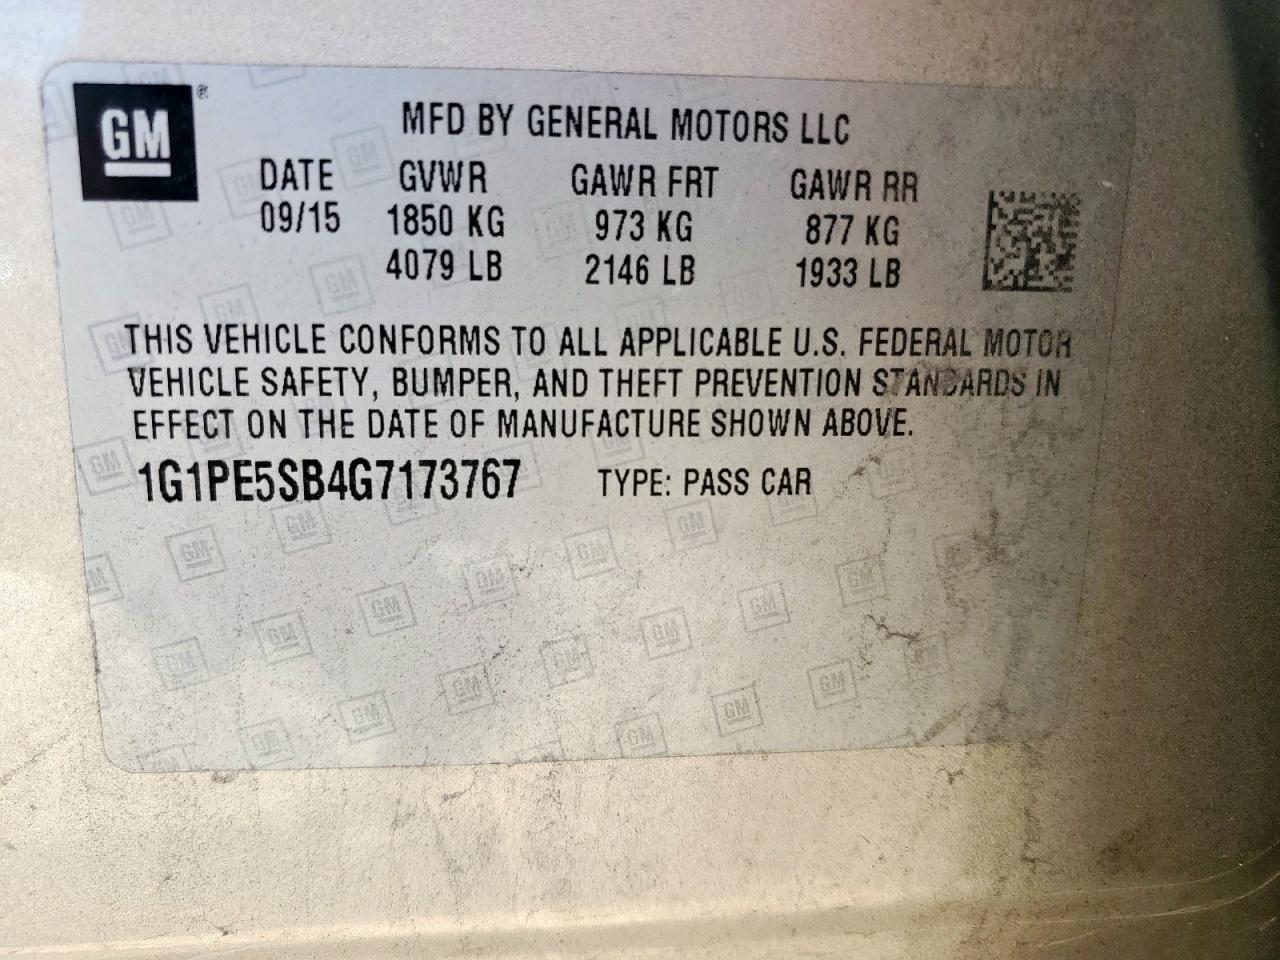 GM®
MFD BY GENERAL MOTORS LLC
DATE GVWR GAWR FRT GAWR RR
09/15 1850 KG 973 KG 877 KG
4079 LB 2146 LB 1933 LB
THIS VEHICLE CONFORMS TO ALL APPLICABLE U.S. FEDERAL MOTOR
VEHICLE SAFETY, BUMPER, AND THEFT PREVENTION STANDARDS IN
EFFECT ON THE DATE OF MANUFACTURE SHOWN ABOVE.
1G1PE5SB4G7173767 TYPE: PASS CAR